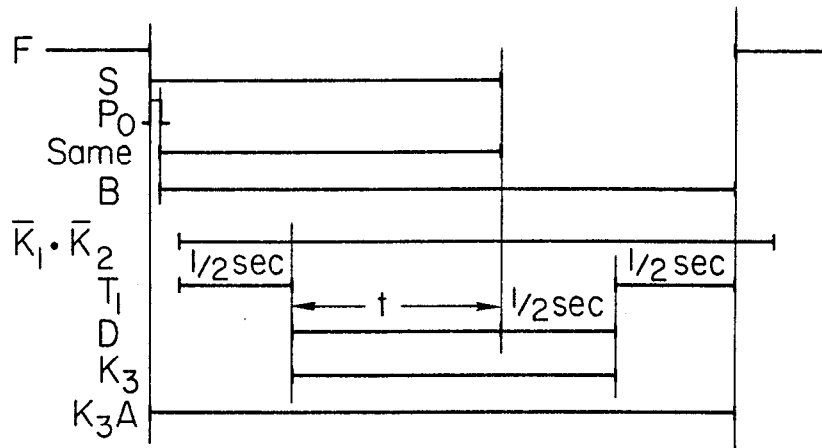 F
S
P₀
Same
B
K̅₁ · K̅₂
1/2 sec 1/2 sec
T₁
t 1/2 sec
D
K₃
K₃A